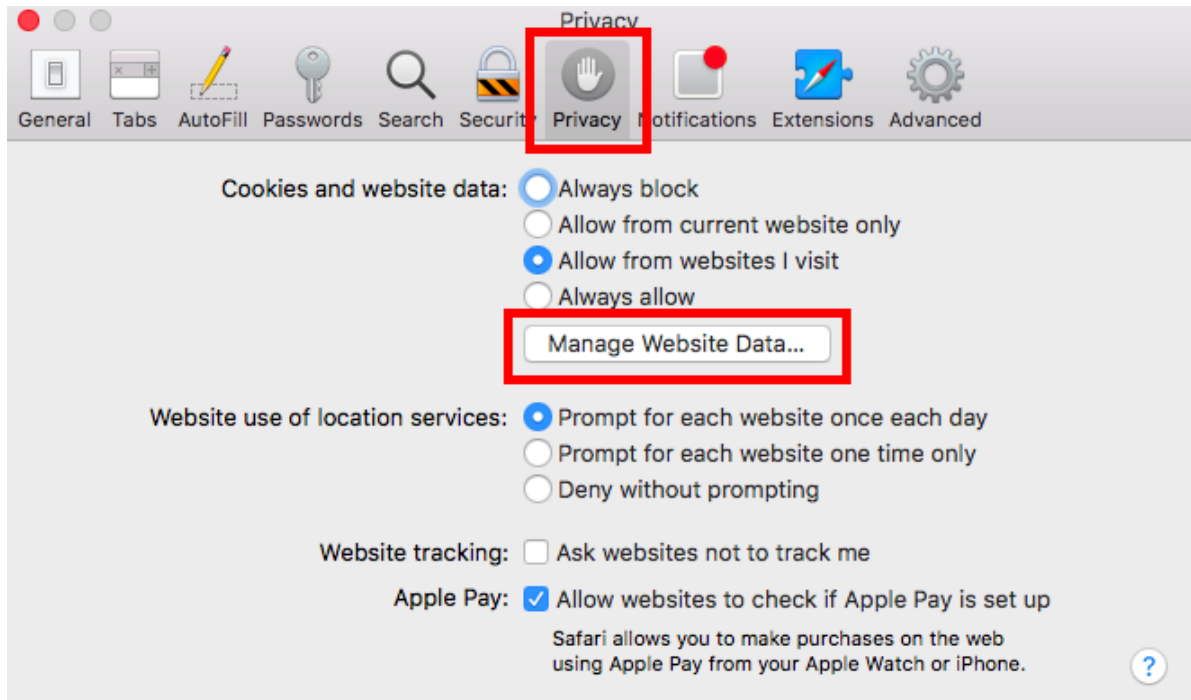 Privacy
General Tabs AutoFill Passwords Search Security Privacy Notifications Extensions Advanced
Cookies and website data: Always block
Allow from current website only
Allow from websites I visit
Always allow
Manage Website Data...
Website use of location services: Prompt for each website once each day
Prompt for each website one time only
Deny without prompting
Website tracking: Ask websites not to track me
Apple Pay: Allow websites to check if Apple Pay is set up
Safari allows you to make purchases on the web
using Apple Pay from your Apple Watch or iPhone.
?